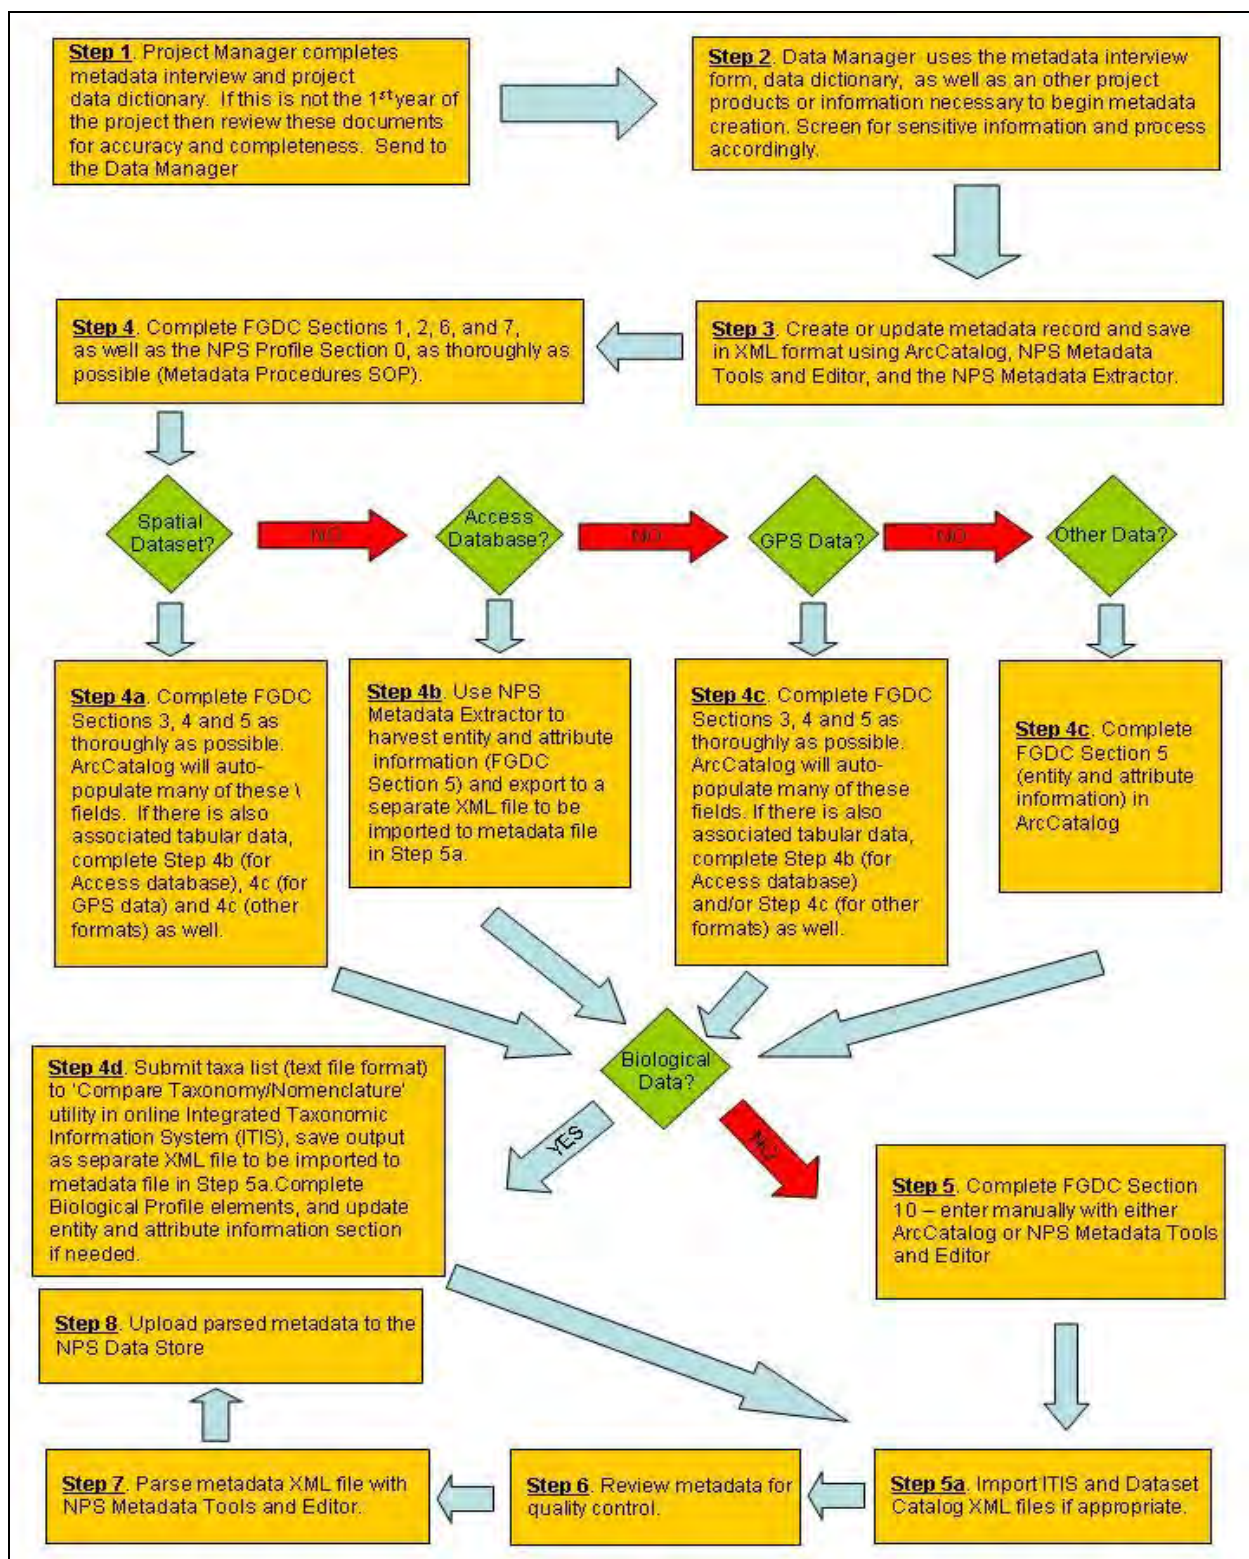 Step 1. Project Manager completes
metadata interview and project
data dictionary. If this is not the 1st year of
the project then review these documents
for accuracy and completeness. Send to
the Data Manager
Step 2. Data Manager uses the metadata interview
form, data dictionary, as well as an other project
products or information necessary to begin metadata
creation. Screen for sensitive information and process
accordingly.
Step 4. Complete FGDC Sections 1, 2, 6, and 7,
as well as the NPS Profile Section 0, as thoroughly as
possible (Metadata Procedures SOP).
Step 3. Create or update metadata record and save
in XML format using ArcCatalog, NPS Metadata
Tools and Editor, and the NPS Metadata Extractor.
Spatial
Dataset?
NO
Access
Database?
NO
GPS Data?
NO
Other Data?
Step 4a. Complete FGDC
Sections 3, 4 and 5 as
thoroughly as possible.
ArcCatalog will auto-
populate many of these \
fields. If there is also
associated tabular data,
complete Step 4b (for
Access database), 4c (for
GPS data) and 4c (other
formats) as well.
Step 4b. Use NPS
Metadata Extractor to
harvest entity and attribute
information (FGDC
Section 5) and export to a
separate XML file to be
imported to metadata file
in Step 5a.
Step 4c. Complete FGDC
Sections 3, 4 and 5 as
thoroughly as possible.
ArcCatalog will auto-
populate many of these
fields. If there is also
associated tabular data,
complete Step 4b (for
Access database)
and/or Step 4c (for other
formats) as well.
Step 4c. Complete
FGDC Section 5
(entity and attribute
information) in
ArcCatalog
Biological
Data?
YES
NO
Step 4d. Submit taxa list (text file format)
to 'Compare Taxonomy/Nomenclature'
utility in online Integrated Taxonomic
Information System (ITIS), save output
as separate XML file to be imported to
metadata file in Step 5a.Complete
Biological Profile elements, and update
entity and attribute information section
if needed.
Step 5. Complete FGDC Section
10 – enter manually with either
ArcCatalog or NPS Metadata Tools
and Editor
Step 8. Upload parsed metadata to the
NPS Data Store
Step 7. Parse metadata XML file with
NPS Metadata Tools and Editor.
Step 6. Review metadata for
quality control.
Step 5a. Import ITIS and Dataset
Catalog XML files if appropriate.